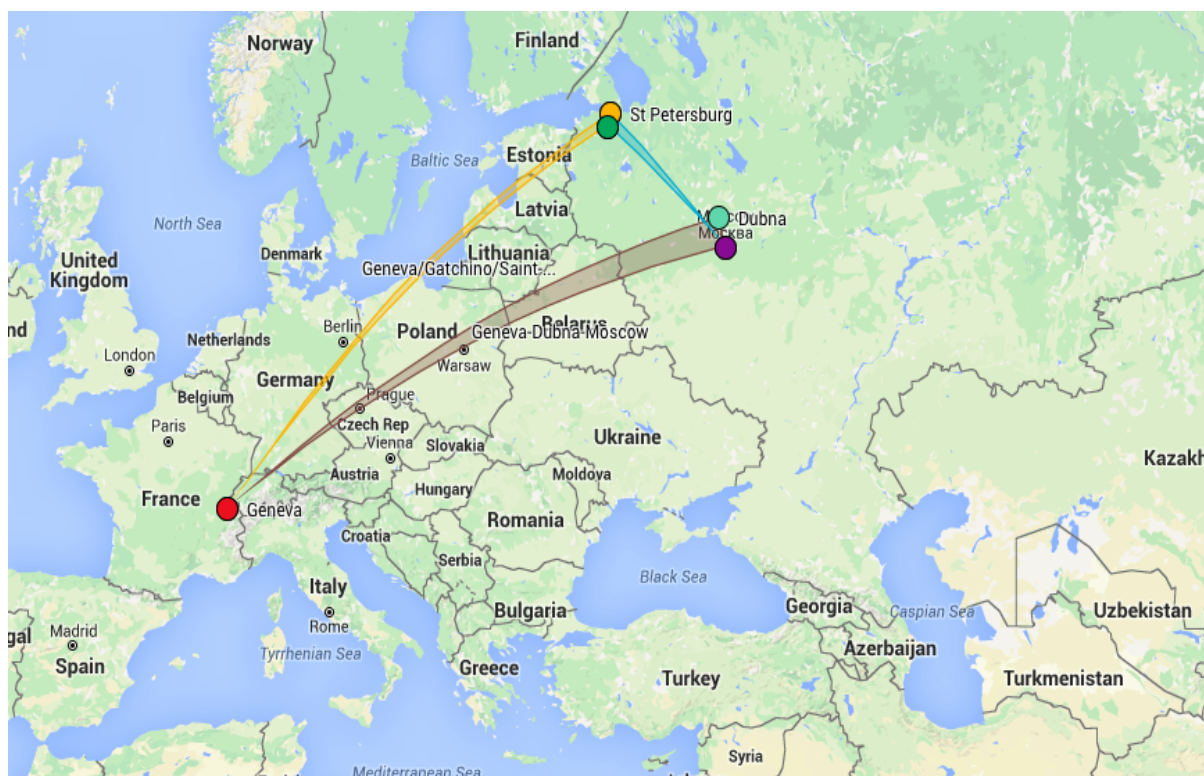 Norway
Finland
St Petersburg
Baltic Sea
Estonia
North Sea
Latvia
Dubna
Москва
Denmark
Lithuania
United
Kingdom
Geneva/Gatchino/Saint-...
Netherlands
Berlin
Poland
Geneva-Dubna-Moscow
Belarus
London
Warsaw
Germany
Belgium
Prague
Paris
Czech Rep
Vienna
Slovakia
Ukraine
Austria
Kazakh
France
Hungary
Moldova
Geneva
Croatia
Romania
Serbia
Italy
Black Sea
Bulgaria
Georgia
Caspian Sea
Uzbekistan
Rome
Madrid
Azerbaijan
Tyrrhenian Sea
Spain
Greece
Turkey
Turkmenistan
Syria
Mediterranean Sea